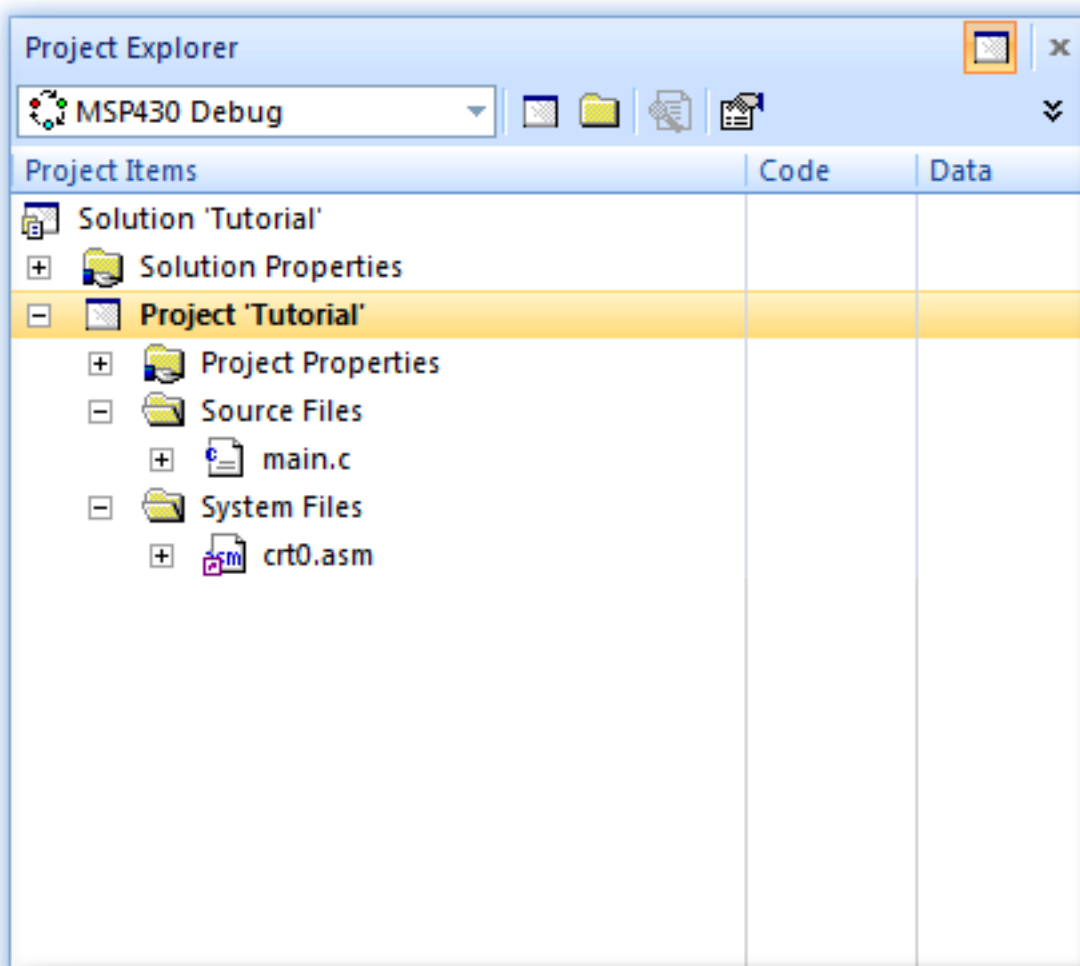 Project Explorer
MSP430 Debug
Project Items Code Data
Solution 'Tutorial'
Solution Properties
Project 'Tutorial'
Project Properties
Source Files
c main.c
System Files
asm crt0.asm